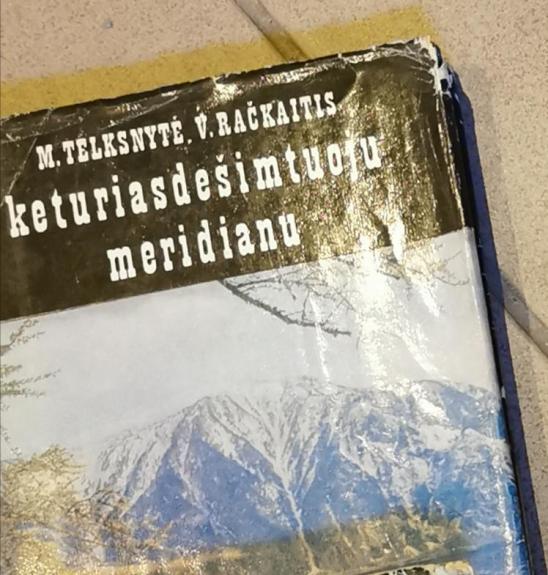 M. TELKSNYTĖ, V. RAČKAITIS
keturiasdešimtuoju
meridianu